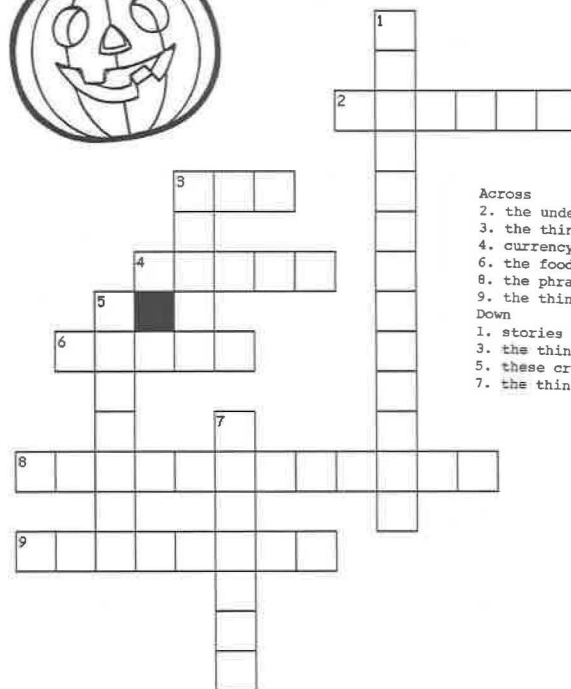 1
2
3
4
5
6
7
8
9
Across
2. the unde
3. the thin
4. currency
6. the food
8. the phra
9. the thin
Down
1. stories
3. the thin
5. these cr
7. the thin